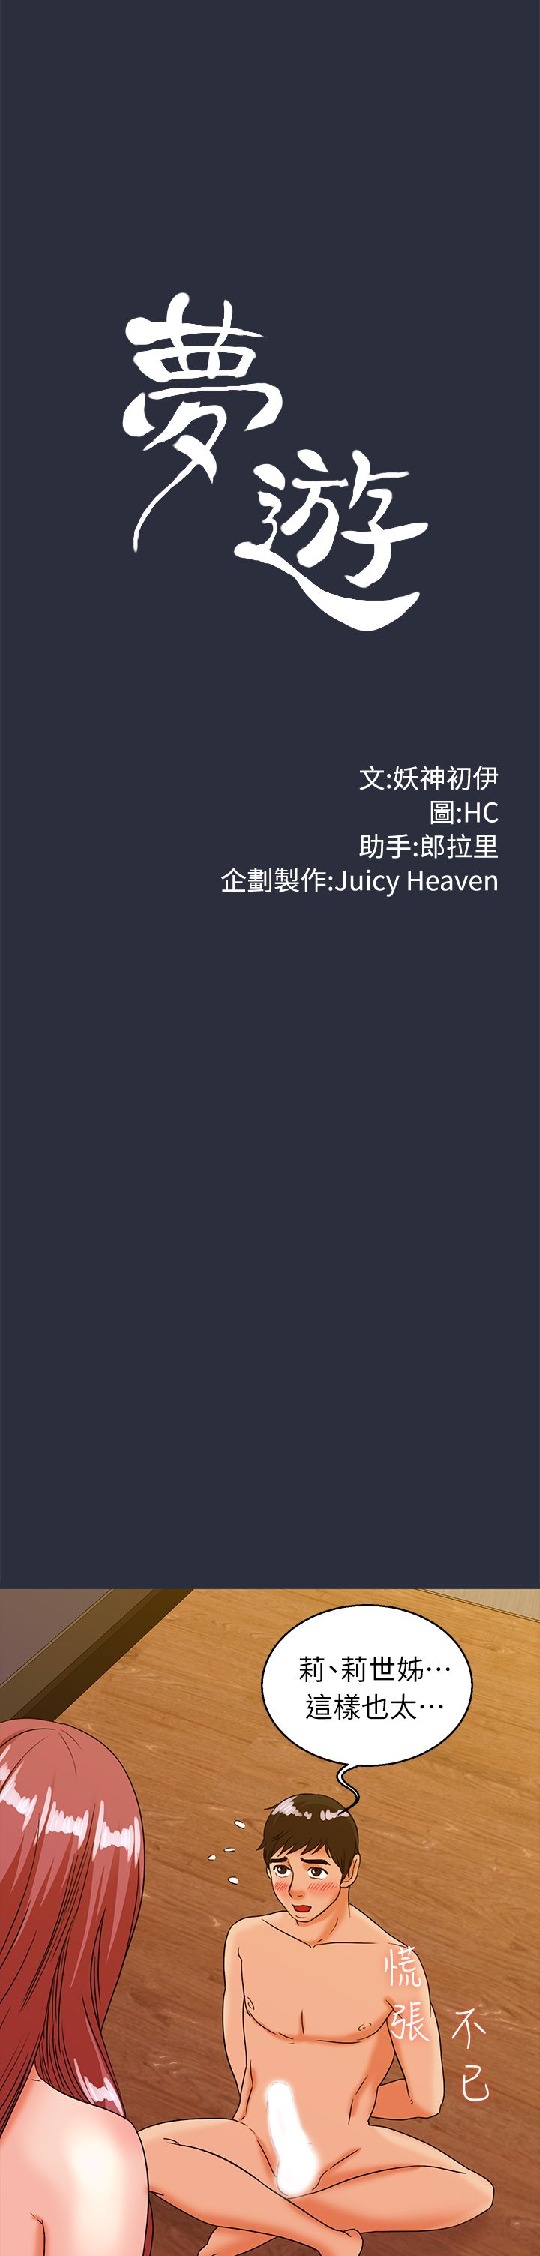 夢遊
文:妖神初伊
圖:HC
助手:郎拉里
企劃製作:Juicy Heaven
莉、莉世姊⋯
這樣也太⋯
慌張
不已